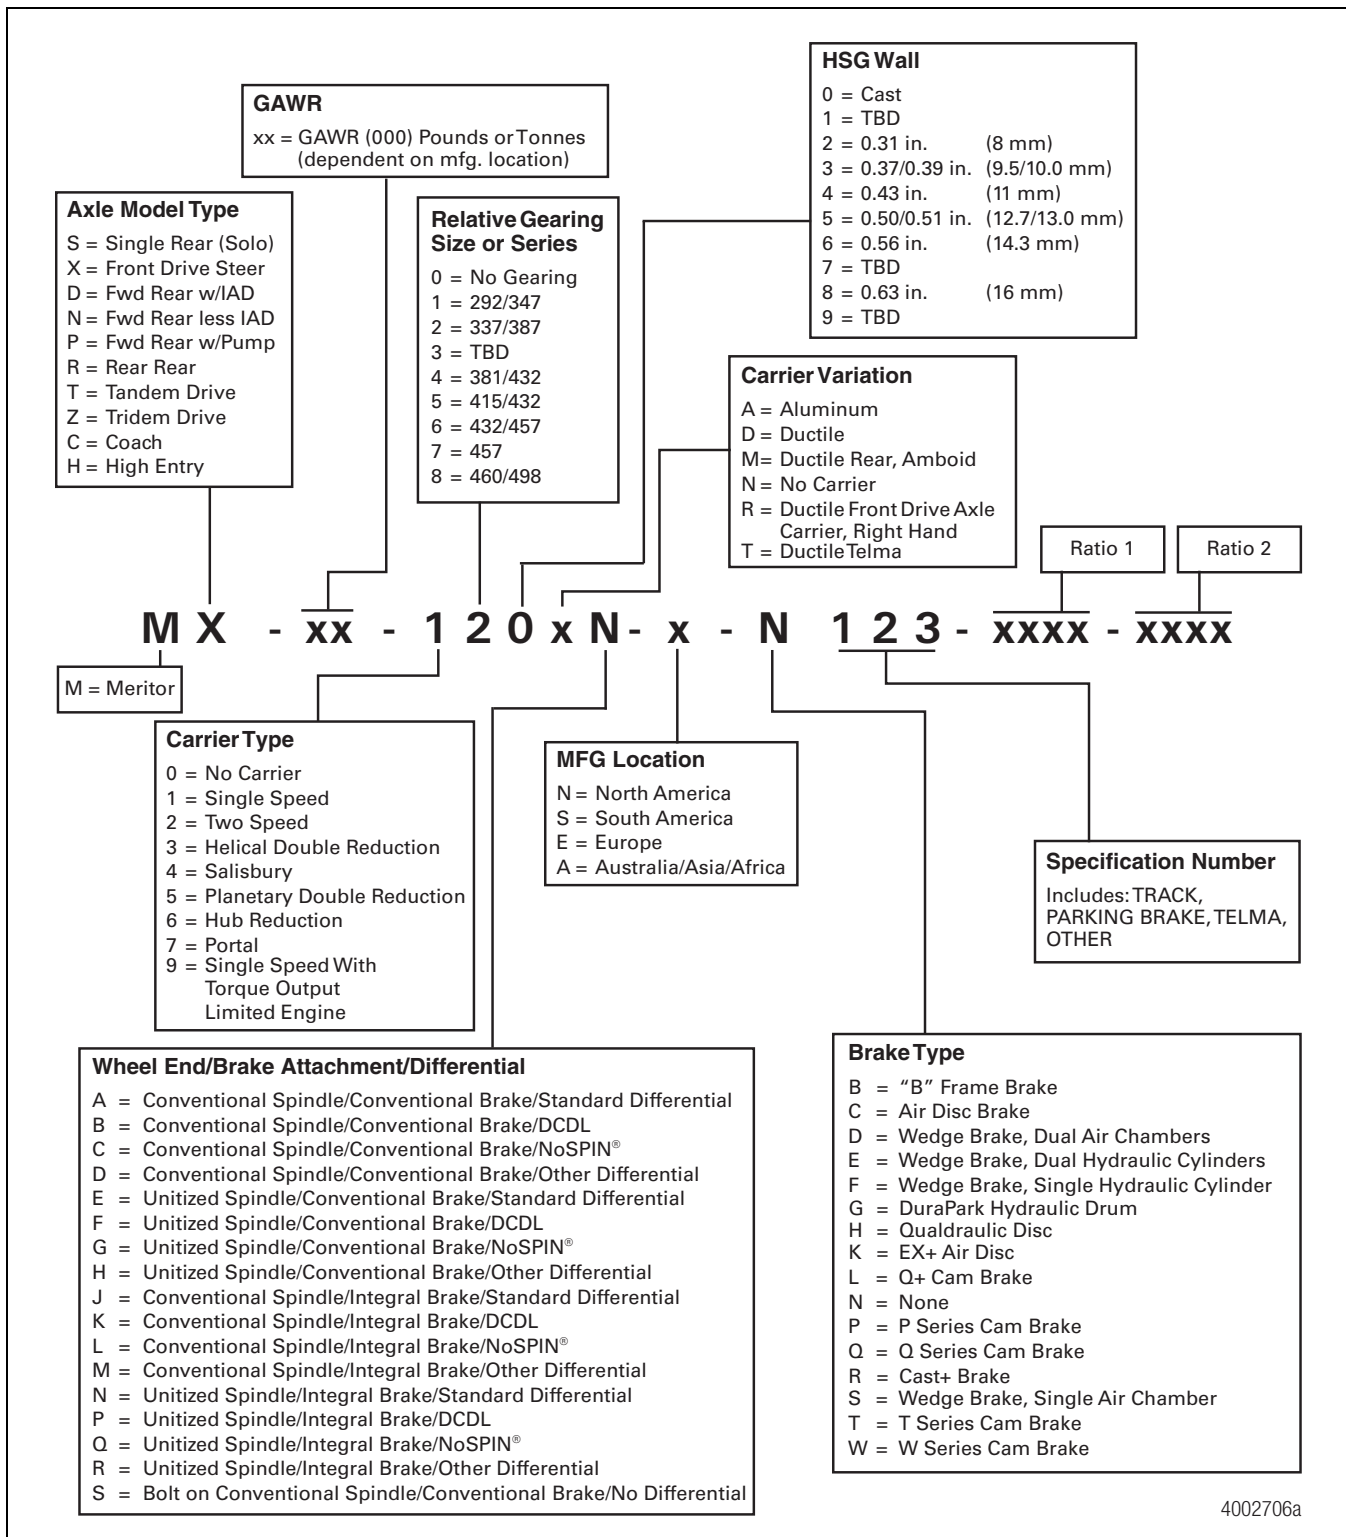 HSG Wall
0 = Cast
1 = TBD
2 = 0.31 in. (8 mm)
3 = 0.37/0.39 in. (9.5/10.0 mm)
4 = 0.43 in. (11 mm)
5 = 0.50/0.51 in. (12.7/13.0 mm)
6 = 0.56 in. (14.3 mm)
7 = TBD
8 = 0.63 in. (16 mm)
9 = TBD
GAWR
xx = GAWR (000) Pounds or Tonnes
(dependent on mfg. location)
Axle Model Type
S = Single Rear (Solo)
X = Front Drive Steer
D = Fwd Rear w/IAD
N = Fwd Rear less IAD
P = Fwd Rear w/Pump
R = Rear Rear
T = Tandem Drive
Z = Tridem Drive
C = Coach
H = High Entry
Relative Gearing
Size or Series
0 = No Gearing
1 = 292/347
2 = 337/387
3 = TBD
4 = 381/432
5 = 415/432
6 = 432/457
7 = 457
8 = 460/498
Carrier Variation
A = Aluminum
D = Ductile
M= Ductile Rear, Amboid
N = No Carrier
R = Ductile Front Drive Axle
Carrier, Right Hand
T = Ductile Telma
Ratio 1
Ratio 2
M X - xx - 1 2 0 x N - x - N 1 2 3 - xxxx - xxxx
M = Meritor
Carrier Type
0 = No Carrier
1 = Single Speed
2 = Two Speed
3 = Helical Double Reduction
4 = Salisbury
5 = Planetary Double Reduction
6 = Hub Reduction
7 = Portal
9 = Single Speed With
Torque Output
Limited Engine
MFG Location
N = North America
S = South America
E = Europe
A = Australia/Asia/Africa
Specification Number
Includes: TRACK,
PARKING BRAKE, TELMA,
OTHER
Wheel End/Brake Attachment/Differential
A = Conventional Spindle/Conventional Brake/Standard Differential
B = Conventional Spindle/Conventional Brake/DCDL
C = Conventional Spindle/Conventional Brake/NoSPIN®
D = Conventional Spindle/Conventional Brake/Other Differential
E = Unitized Spindle/Conventional Brake/Standard Differential
F = Unitized Spindle/Conventional Brake/DCDL
G = Unitized Spindle/Conventional Brake/NoSPIN®
H = Unitized Spindle/Conventional Brake/Other Differential
J = Conventional Spindle/Integral Brake/Standard Differential
K = Conventional Spindle/Integral Brake/DCDL
L = Conventional Spindle/Integral Brake/NoSPIN®
M = Conventional Spindle/Integral Brake/Other Differential
N = Unitized Spindle/Integral Brake/Standard Differential
P = Unitized Spindle/Integral Brake/DCDL
Q = Unitized Spindle/Integral Brake/NoSPIN®
R = Unitized Spindle/Integral Brake/Other Differential
S = Bolt on Conventional Spindle/Conventional Brake/No Differential
Brake Type
B = “B” Frame Brake
C = Air Disc Brake
D = Wedge Brake, Dual Air Chambers
E = Wedge Brake, Dual Hydraulic Cylinders
F = Wedge Brake, Single Hydraulic Cylinder
G = DuraPark Hydraulic Drum
H = Qualdraulic Disc
K = EX+ Air Disc
L = Q+ Cam Brake
N = None
P = P Series Cam Brake
Q = Q Series Cam Brake
R = Cast+ Brake
S = Wedge Brake, Single Air Chamber
T = T Series Cam Brake
W = W Series Cam Brake
4002706a